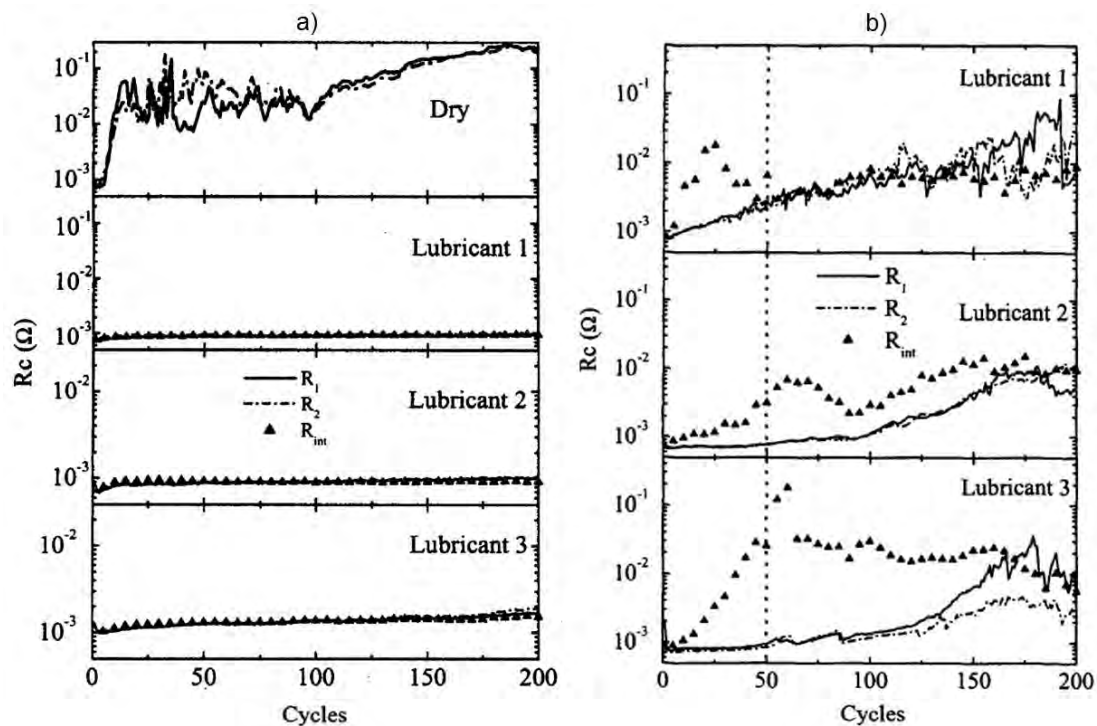 a)
Rc (Ω)
10⁻¹
10⁻²
10⁻³
Dry
10⁻¹
10⁻²
10⁻³
Lubricant 1
10⁻²
10⁻³
Lubricant 2
R₁
R₂
R_int
10⁻²
10⁻³
Lubricant 3
0 50 100 150 200
Cycles
b)
Rc (Ω)
10⁻¹
10⁻²
10⁻³
Lubricant 1
10⁻¹
10⁻²
10⁻³
R₁
R₂
R_int
Lubricant 2
10⁻¹
10⁻²
10⁻³
Lubricant 3
0 50 100 150 200
Cycles